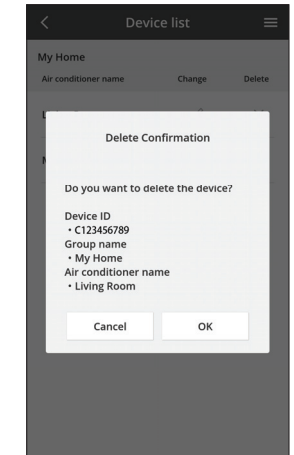 Device list
My Home
Air conditioner name Change Delete
Delete Confirmation
Do you want to delete the device?
Device ID
• C123456789
Group name
• My Home
Air conditioner name
• Living Room
Cancel OK